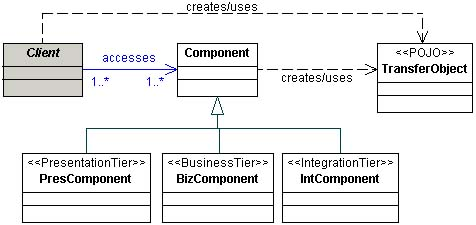 creates/uses
Client
accesses
1..*
1..*
Component
creates/uses
<<POJO>>
TransferObject
<<PresentationTier>>
PresComponent
<<BusinessTier>>
BizComponent
<<IntegrationTier>>
IntComponent